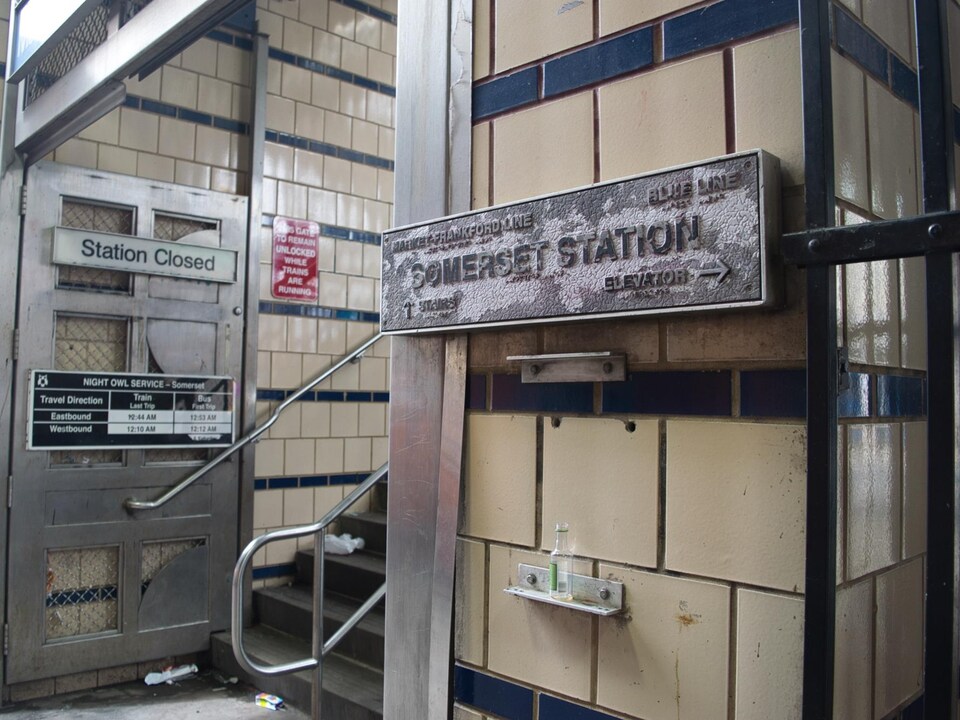 Station Closed
NIGHT OWL SERVICE – Somerset
Travel Direction Train Last Trip Bus First Trip
Eastbound 12:44 AM 12:53 AM
Westbound 12:10 AM 12:12 AM
THIS GATE
TO REMAIN
UNLOCKED
WHILE
TRAINS
ARE
RUNNING
MARKET-FRANKFORD LINE BLUE LINE
SOMERSET STATION
↑ STAIRS ELEVATOR →